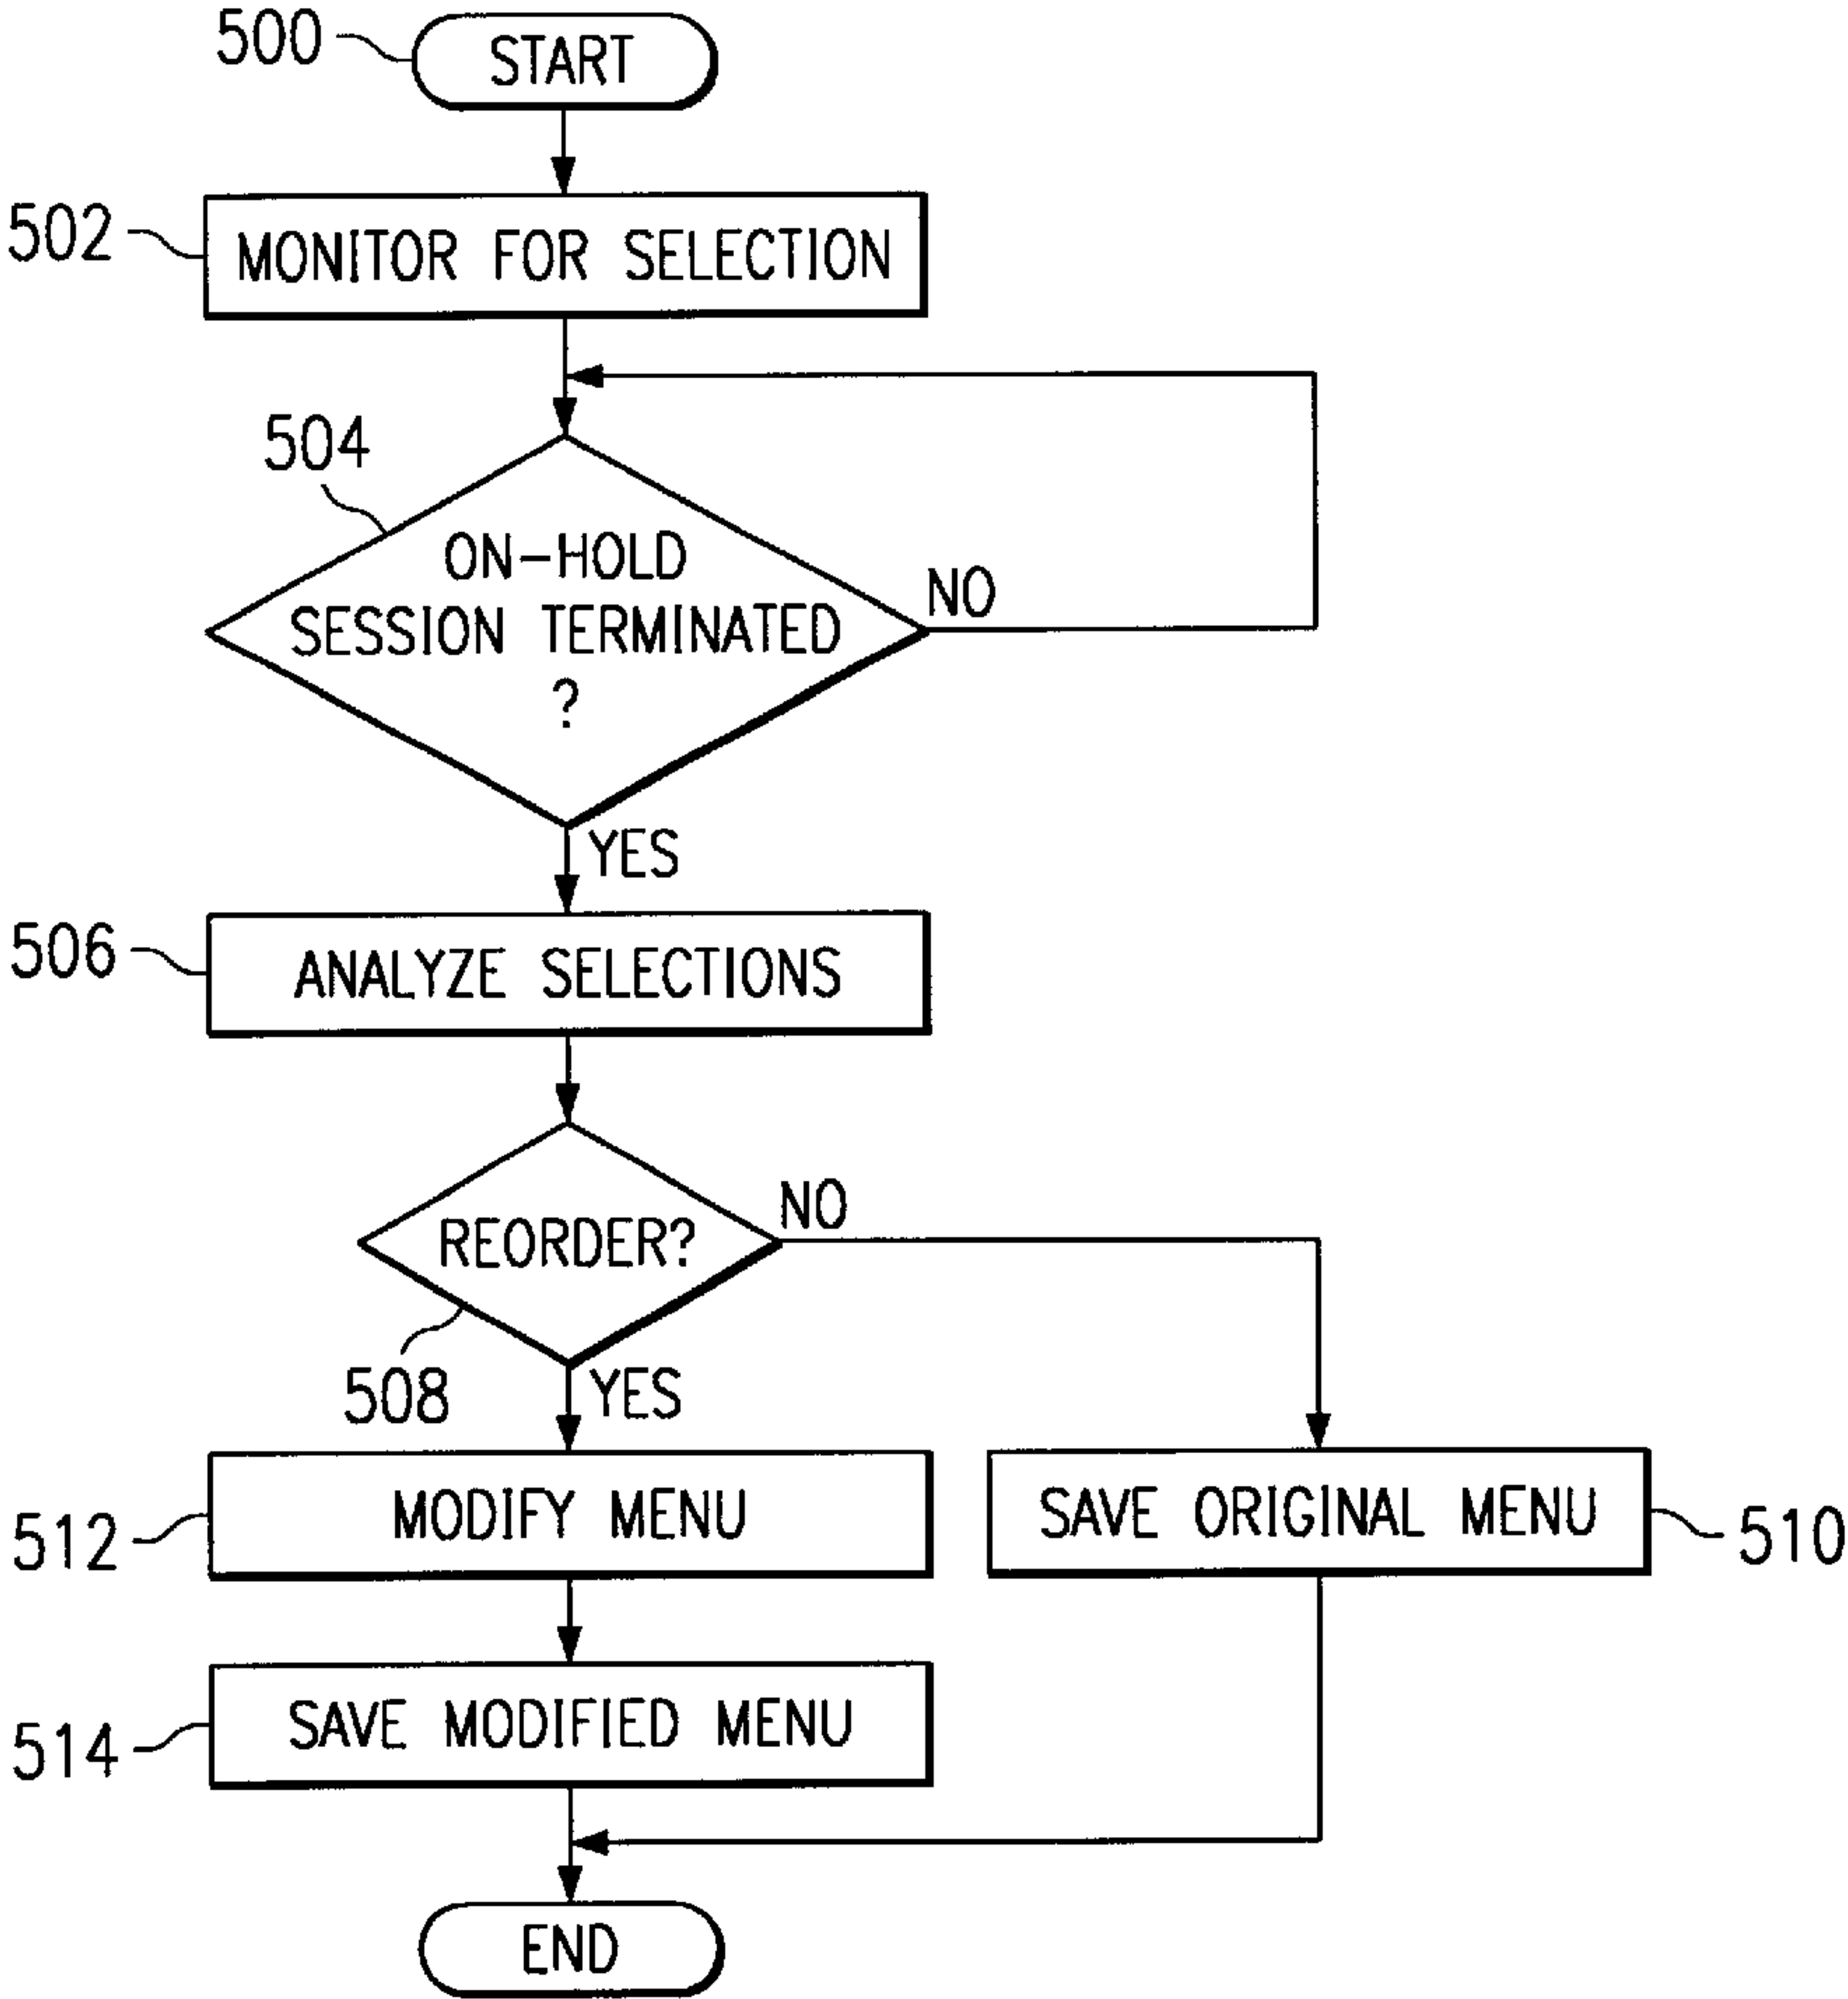 500
START
502
MONITOR FOR SELECTION
504
ON-HOLD
SESSION TERMINATED
?
NO
YES
506
ANALYZE SELECTIONS
REORDER?
NO
508
YES
512
MODIFY MENU
SAVE ORIGINAL MENU
510
514
SAVE MODIFIED MENU
END